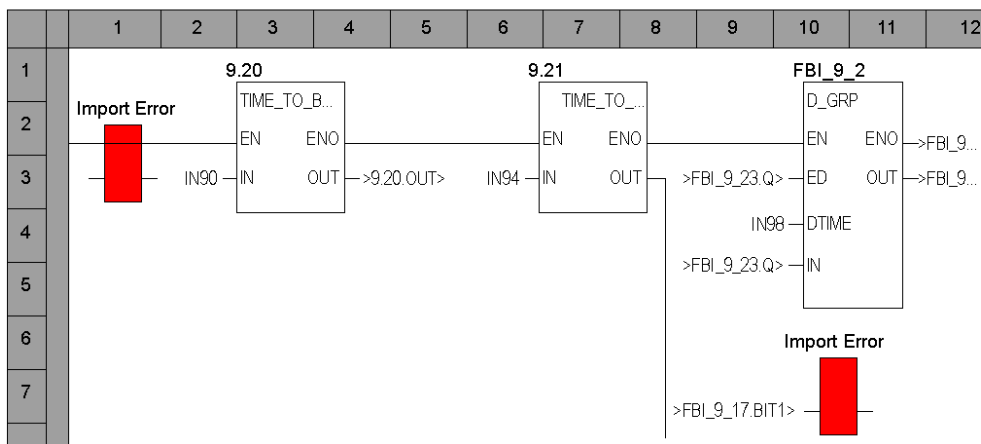 1 2 3 4 5 6 7 8 9 10 11 12
1
9.20 9.21 FBI_9_2
TIME_TO_B... TIME_TO_... D_GRP
Import Error
2
EN ENO EN ENO EN ENO >FBI_9...
3
IN90 IN OUT >9.20.OUT> IN94 IN OUT >FBI_9_23.Q> ED OUT >FBI_9...
4
IN98 DTIME
>FBI_9_23.Q> IN
5
6
Import Error
7
>FBI_9_17.BIT1>